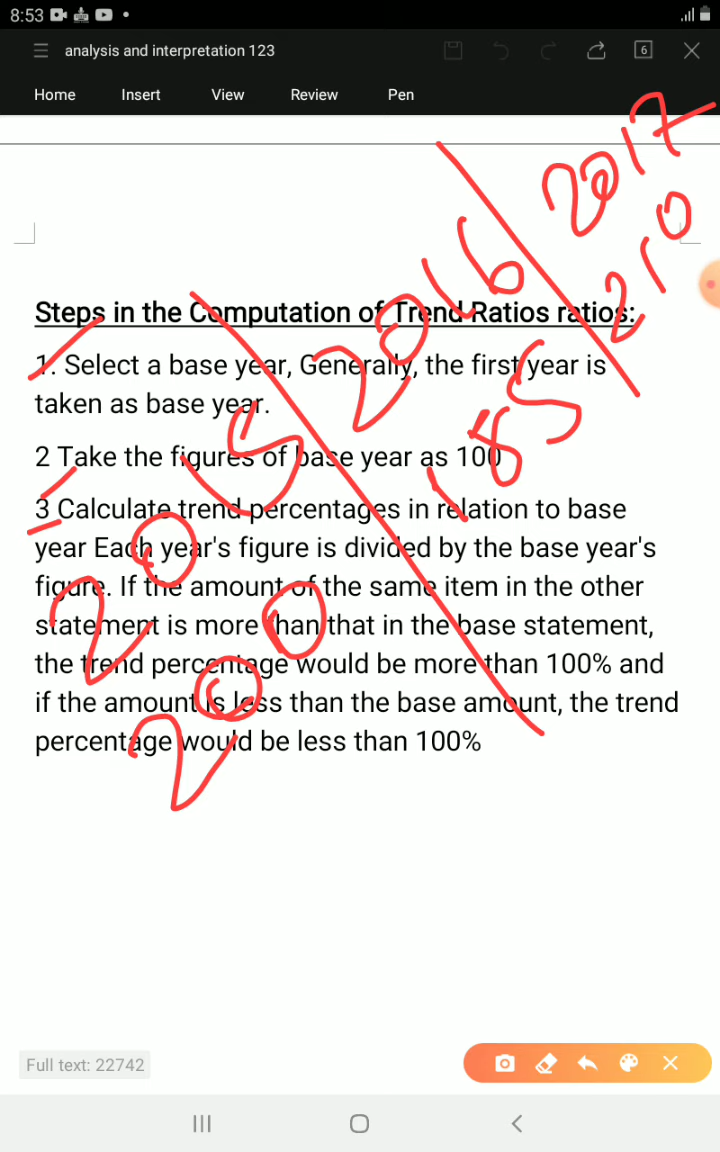 8:53
analysis and interpretation 123
6
Home Insert View Review Pen
Steps in the Computation of Trend Ratios ratios:
1. Select a base year, Generally, the first year is
taken as base year.
2 Take the figures of base year as 100
3 Calculate trend percentages in relation to base
year Each year's figure is divided by the base year's
figure. If the amount of the same item in the other
statement is more than that in the base statement,
the trend percentage would be more than 100% and
if the amount is less than the base amount, the trend
percentage would be less than 100%
2015 2016 2017
200 185 210
Full text: 22742